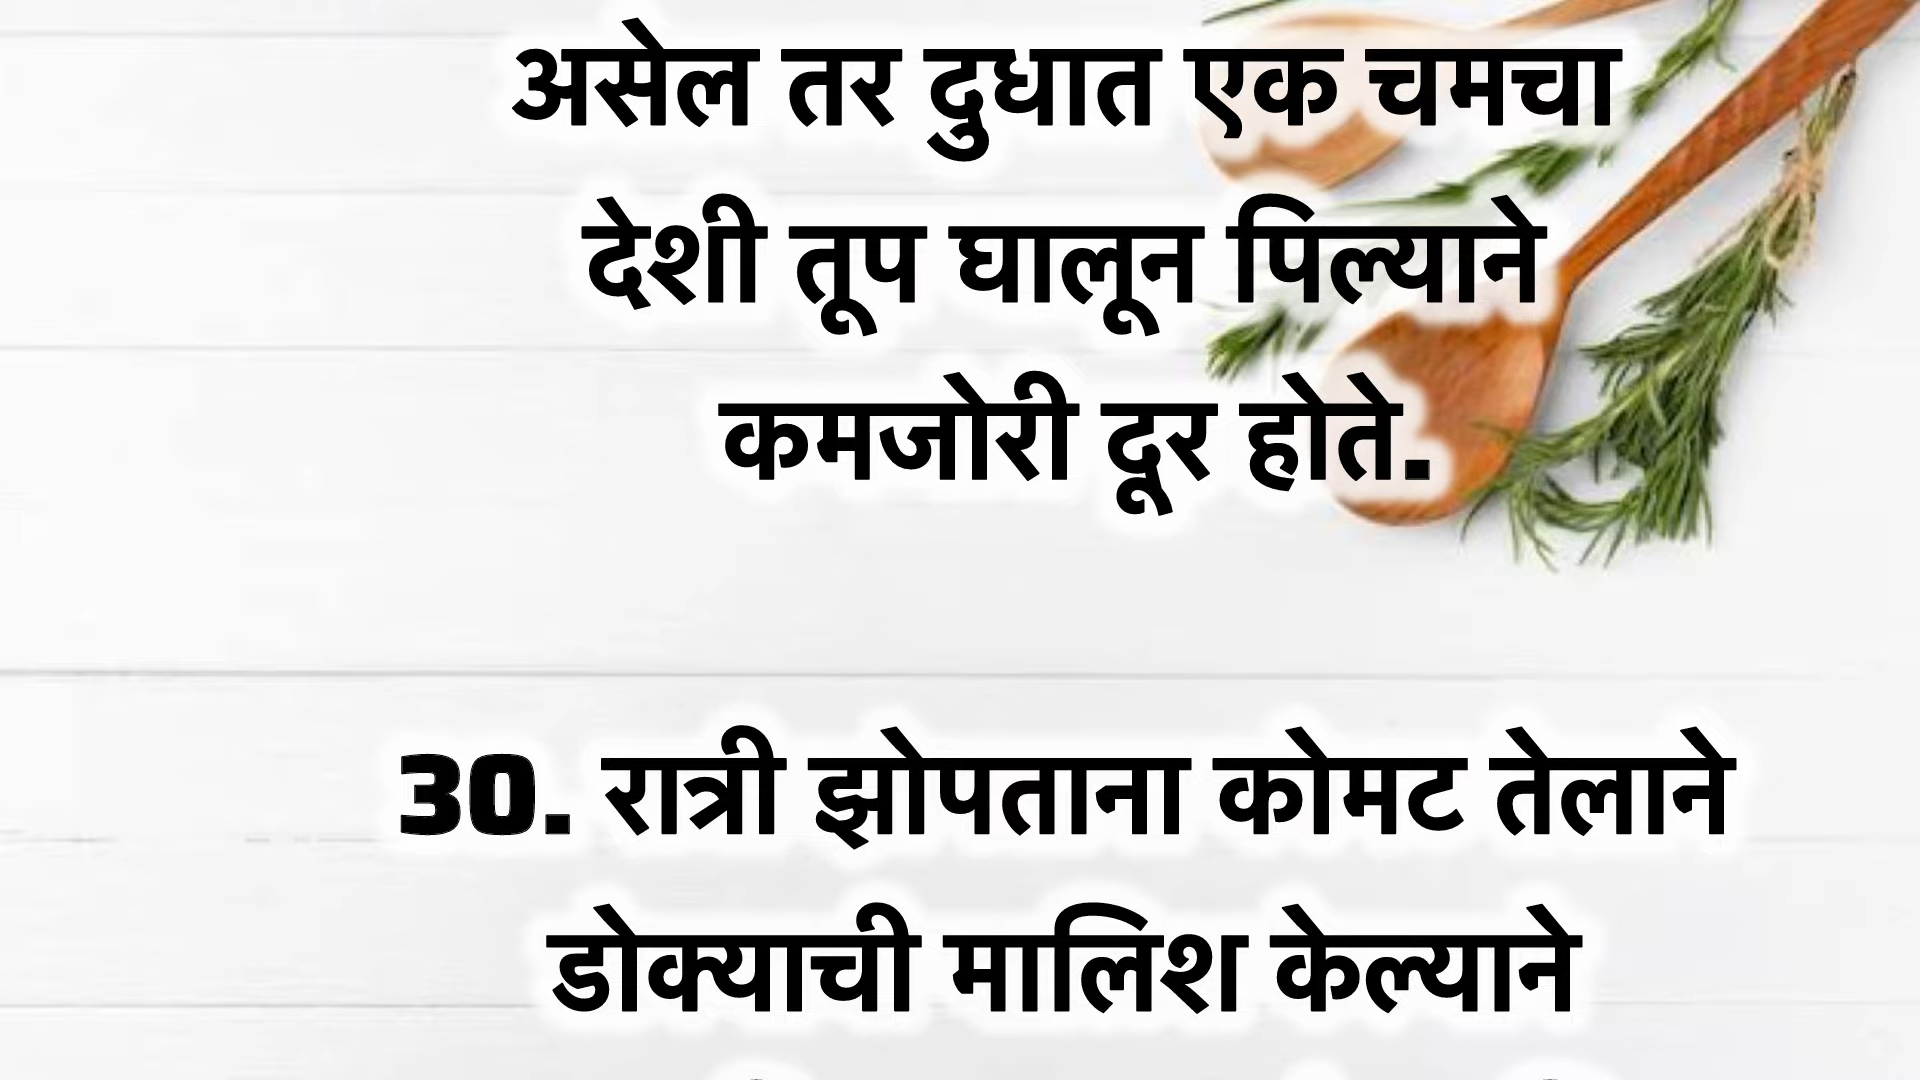 असेल तर दुधात एक चमचा
देशी तूप घालून पिल्याने
कमजोरी दूर होते.
30. रात्री झोपताना कोमट तेलाने
डोक्याची मालिश केल्याने